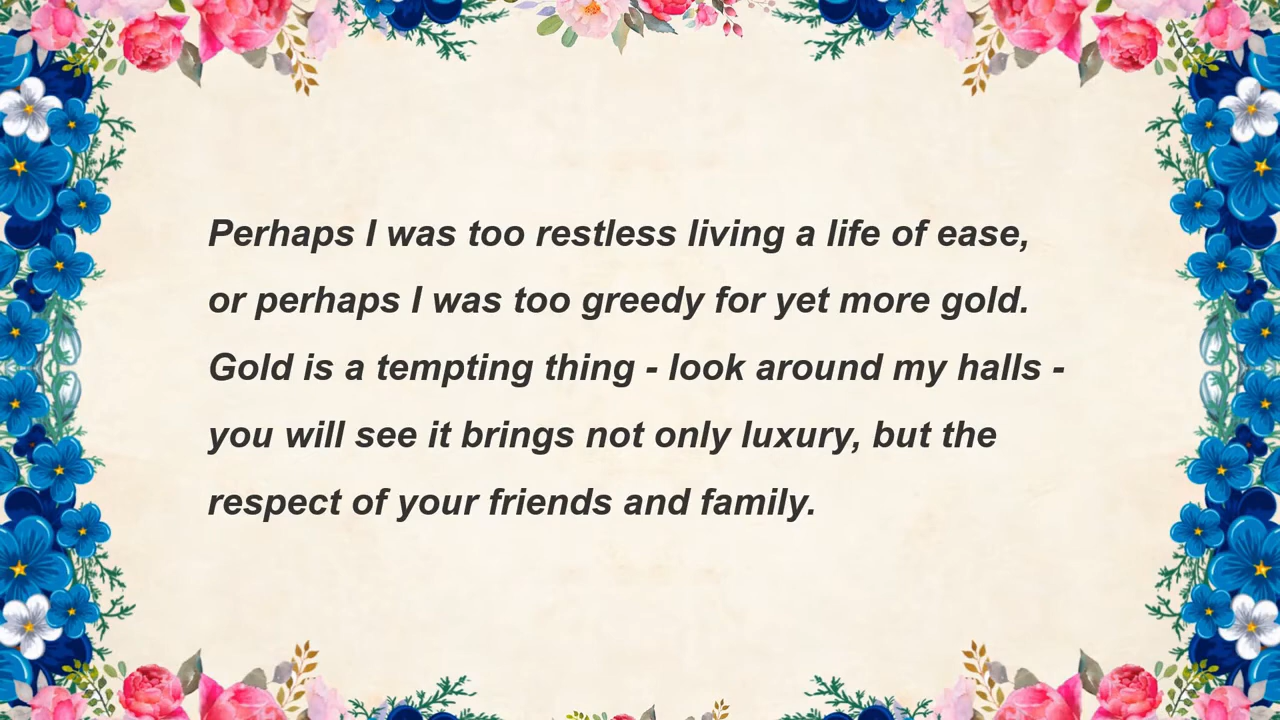 Perhaps I was too restless living a life of ease,
or perhaps I was too greedy for yet more gold.
Gold is a tempting thing - look around my halls -
you will see it brings not only luxury, but the
respect of your friends and family.